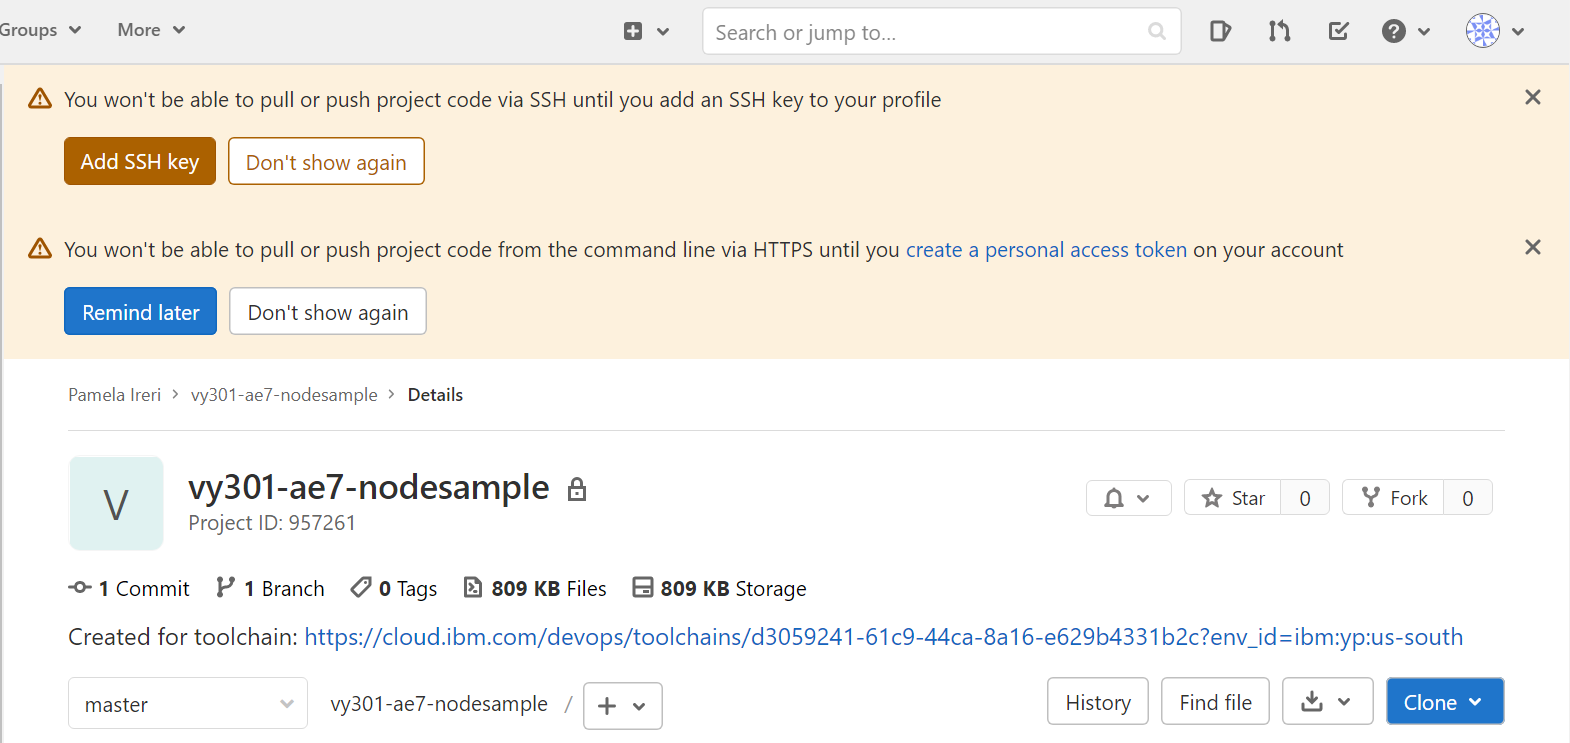 Groups More Search or jump to...
You won't be able to pull or push project code via SSH until you add an SSH key to your profile
Add SSH key Don't show again
You won't be able to pull or push project code from the command line via HTTPS until you create a personal access token on your account
Remind later Don't show again
Pamela Ireri > vy301-ae7-nodesample > Details
V
vy301-ae7-nodesample
Project ID: 957261
Star 0 Fork 0
1 Commit 1 Branch 0 Tags 809 KB Files 809 KB Storage
Created for toolchain: https://cloud.ibm.com/devops/toolchains/d3059241-61c9-44ca-8a16-e629b4331b2c?env_id=ibm:yp:us-south
master vy301-ae7-nodesample / + History Find file Clone